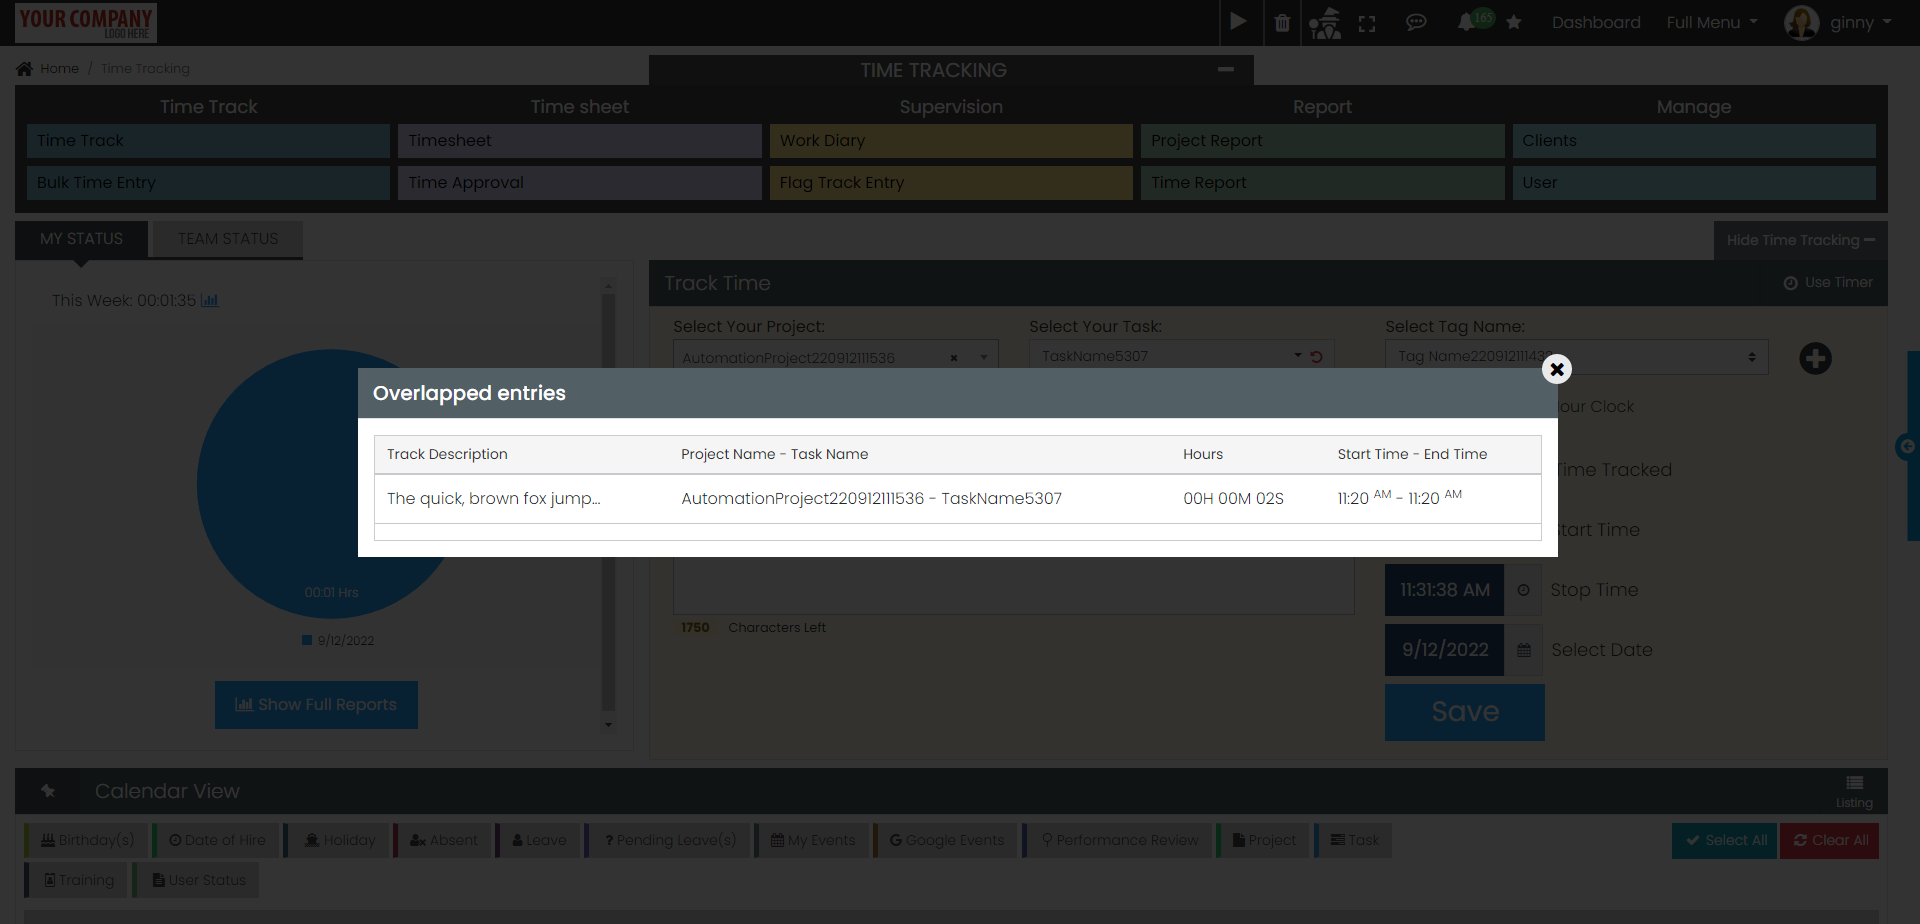 YOUR COMPANY
LOGO HERE
165
Dashboard
Full Menu
ginny
Home / Time Tracking
TIME TRACKING
Time Track
Time sheet
Supervision
Report
Manage
Time Track
Timesheet
Work Diary
Project Report
Clients
Bulk Time Entry
Time Approval
Flag Track Entry
Time Report
User
MY STATUS
TEAM STATUS
Hide Time Tracking
This Week: 00:01:35
Track Time
Use Timer
Select Your Project:
Select Your Task:
Select Tag Name:
AutomationProject220912111536
TaskName5307
Tag Name22091211143
our Clock
Overlapped entries
Track Description
Project Name - Task Name
Hours
Start Time - End Time
The quick, brown fox jump...
AutomationProject220912111536 - TaskName5307
00H 00M 02S
11:20 AM - 11:20 AM
Time Tracked
Start Time
11:31:38 AM
Stop Time
9/12/2022
Select Date
Save
1750 Characters Left
00:01 Hrs
9/12/2022
Show Full Reports
Calendar View
Listing
Birthday(s)
Date of Hire
Holiday
Absent
Leave
? Pending Leave(s)
My Events
Google Events
Performance Review
Project
Task
Select All
Clear All
Training
User Status